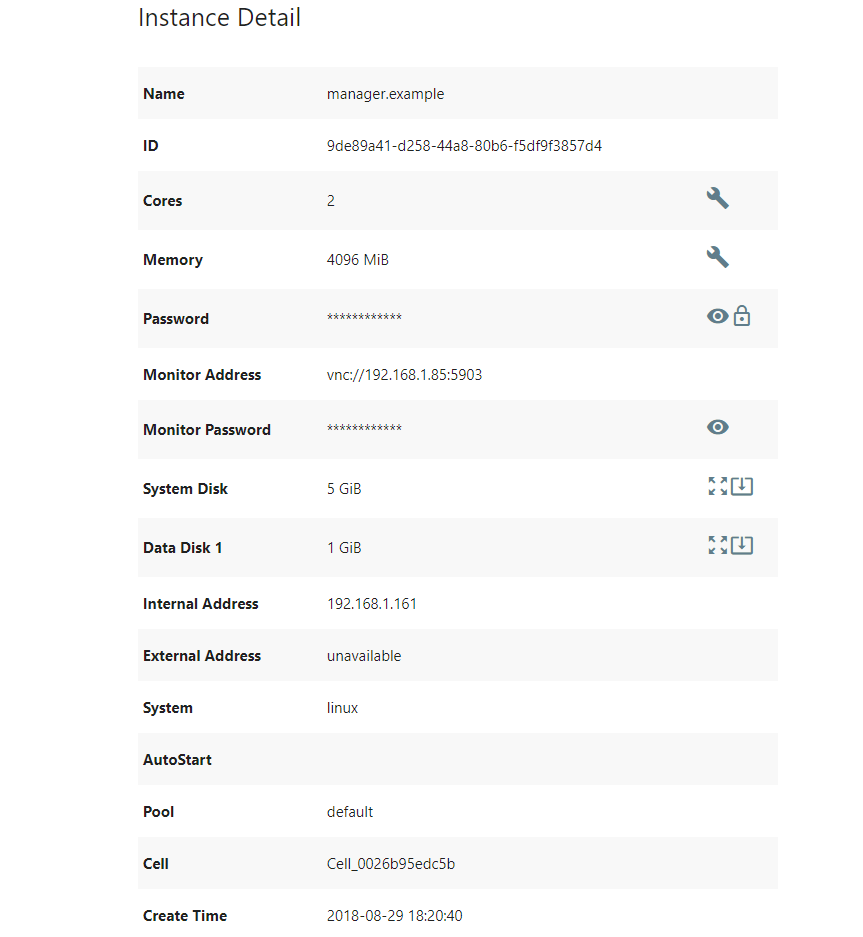 Instance Detail
Name manager.example
ID 9de89a41-d258-44a8-80b6-f5df9f3857d4
Cores 2
Memory 4096 MiB
Password ************
Monitor Address vnc://192.168.1.85:5903
Monitor Password ************
System Disk 5 GiB
Data Disk 1 1 GiB
Internal Address 192.168.1.161
External Address unavailable
System linux
AutoStart
Pool default
Cell Cell_0026b95edc5b
Create Time 2018-08-29 18:20:40